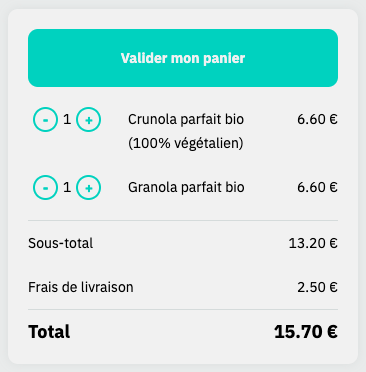 Valider mon panier
- 1 + Crunola parfait bio 6.60 €
(100% végétalien)
- 1 + Granola parfait bio 6.60 €
Sous-total 13.20 €
Frais de livraison 2.50 €
Total 15.70 €